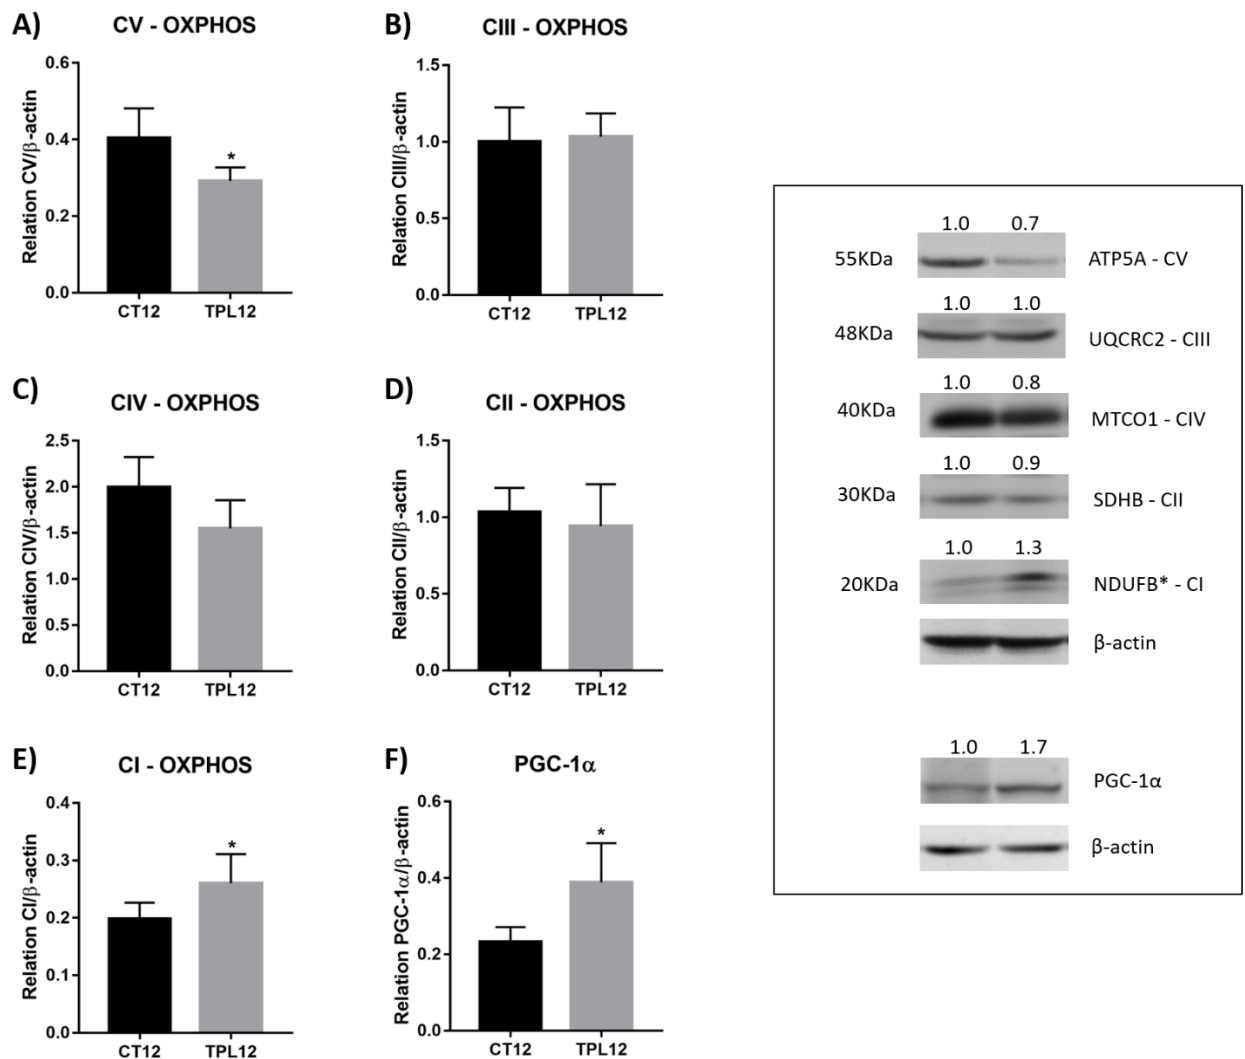 A)
CV - OXPHOS
Relation CV/β-actin
0.6
0.4
0.2
0.0
CT12 TPL12
*
B)
CIII - OXPHOS
Relation CIII/β-actin
1.5
1.0
0.5
0.0
CT12 TPL12
C)
CIV - OXPHOS
Relation CIV/β-actin
2.5
2.0
1.5
1.0
0.5
0.0
CT12 TPL12
D)
CII - OXPHOS
Relation CII/β-actin
1.5
1.0
0.5
0.0
CT12 TPL12
E)
CI - OXPHOS
Relation CI/β-actin
0.4
0.3
0.2
0.1
0.0
CT12 TPL12
*
F)
PGC-1α
Relation PGC-1α/β-actin
0.6
0.4
0.2
0.0
CT12 TPL12
*
1.0 0.7
55KDa ATP5A - CV
1.0 1.0
48KDa UQCRC2 - CIII
1.0 0.8
40KDa MTCO1 - CIV
1.0 0.9
30KDa SDHB - CII
1.0 1.3
20KDa NDUFB* - CI
β-actin
1.0 1.7
PGC-1α
β-actin